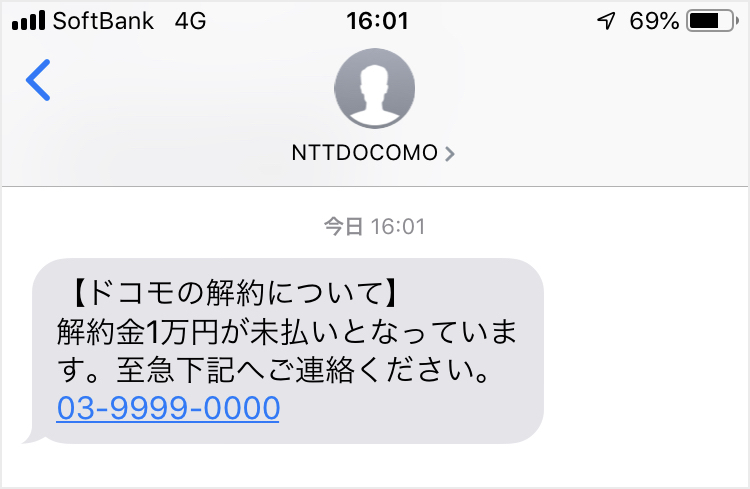 SoftBank 4G 16:01 69%
NTTDOCOMO
今日 16:01
【ドコモの解約について】
解約金1万円が未払いとなっていま
す。至急下記へご連絡ください。
03-9999-0000